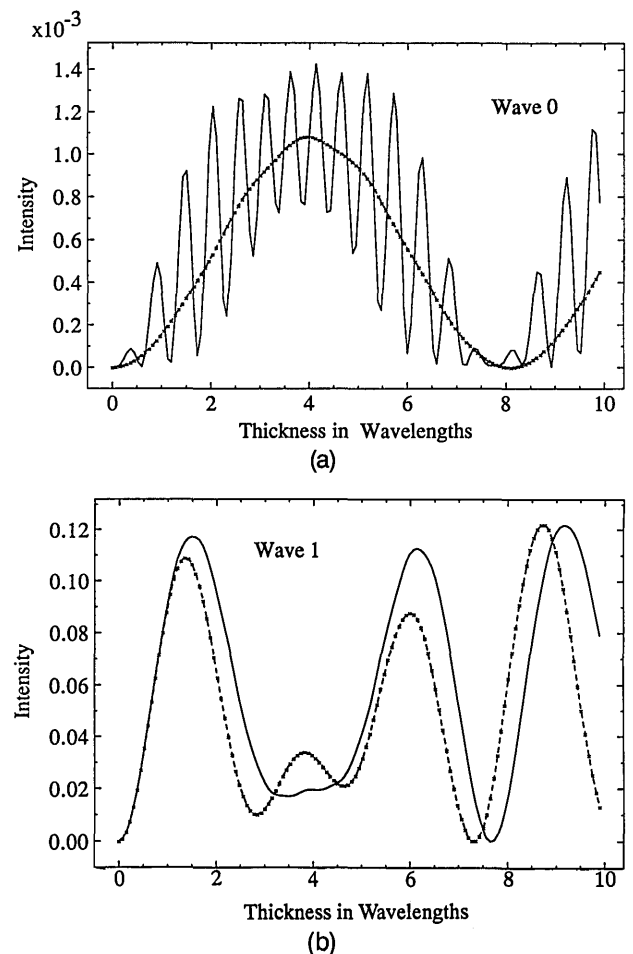 x10⁻³
1.4
1.2
1.0
0.8
0.6
0.4
0.2
0.0
Intensity
Wave 0
0 2 4 6 8 10
Thickness in Wavelengths
(a)
0.12
0.10
0.08
0.06
0.04
0.02
0.00
Intensity
Wave 1
0 2 4 6 8 10
Thickness in Wavelengths
(b)